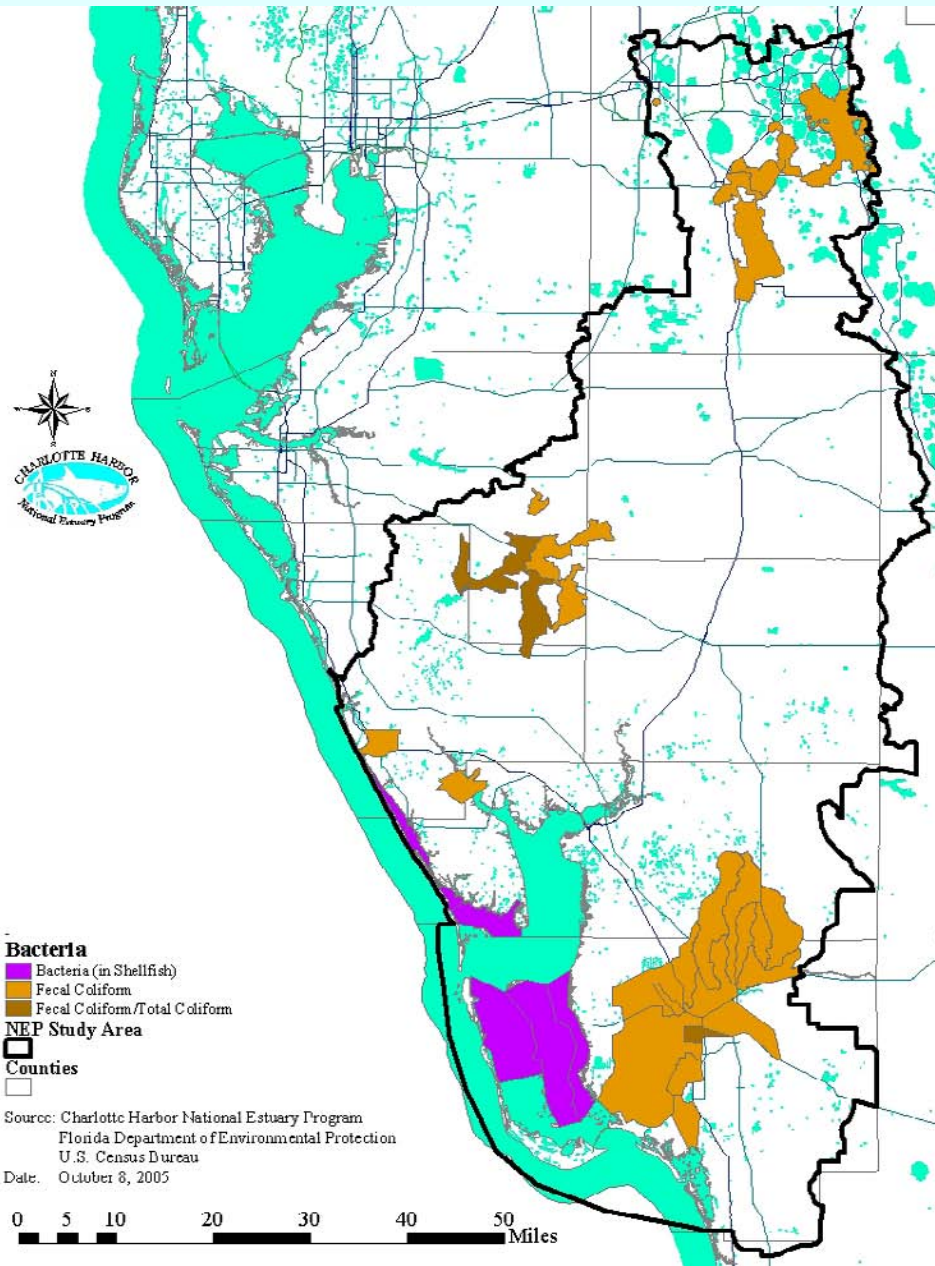 CHARLOTTE HARBOR
National Estuary Program
Bacteria
Bacteria (in Shellfish)
Fecal Coliform
Fecal Coliform/Total Coliform
NEP Study Area
Counties
Source: Charlotte Harbor National Estuary Program
Florida Department of Environmental Protection
U.S. Census Bureau
Date: October 8, 2005
0 5 10 20 30 40 50 Miles